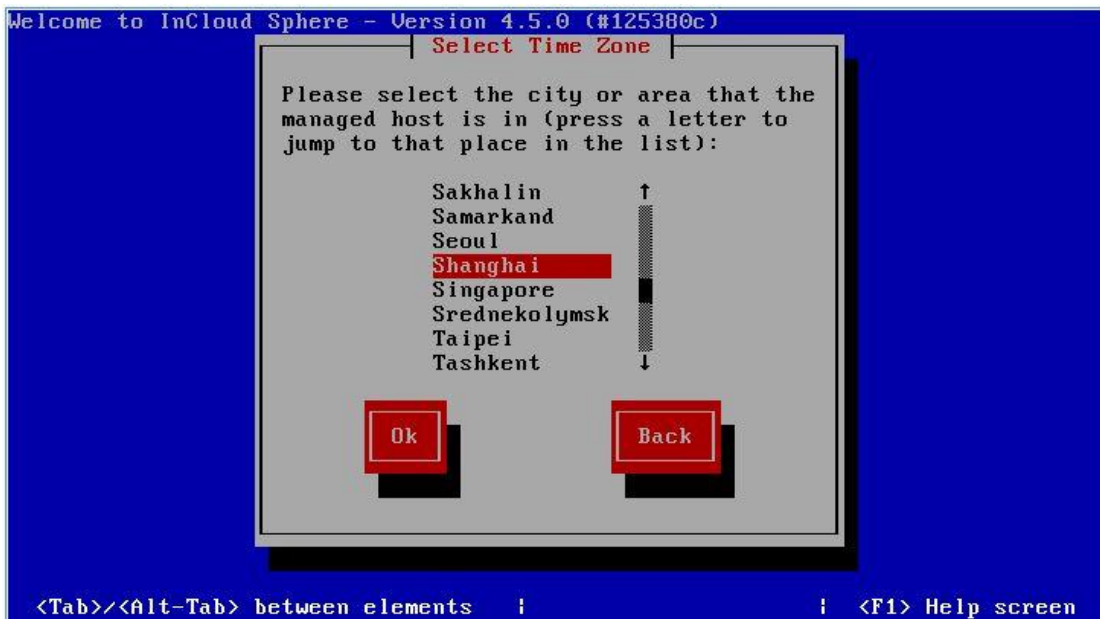 Welcome to InCloud Sphere - Version 4.5.0 (#125380c)
Select Time Zone
Please select the city or area that the
managed host is in (press a letter to
jump to that place in the list):
Sakhalin ↑
Samarkand
Seoul
Shanghai
Singapore
Srednekolymsk
Taipei
Tashkent ↓
Ok Back
<Tab>/<Alt-Tab> between elements | | <F1> Help screen